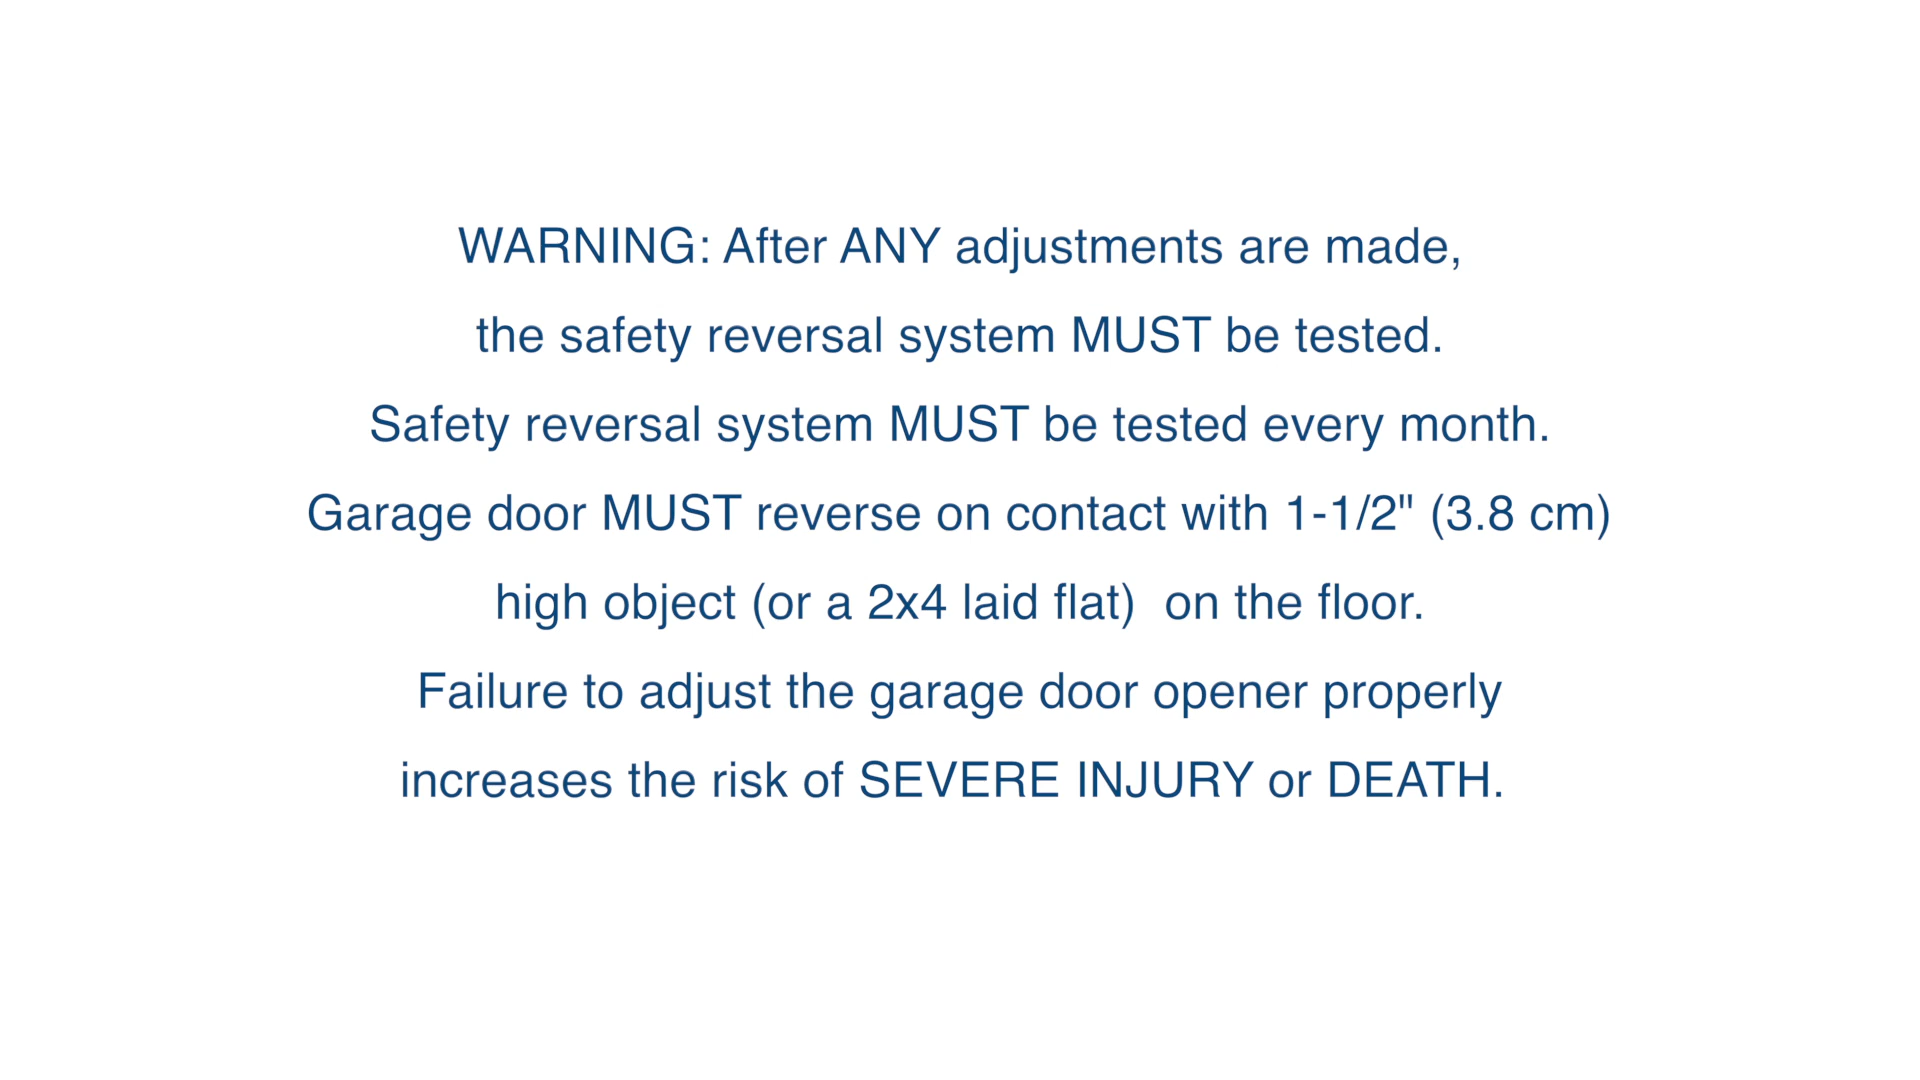 WARNING: After ANY adjustments are made,
the safety reversal system MUST be tested.
Safety reversal system MUST be tested every month.
Garage door MUST reverse on contact with 1-1/2" (3.8 cm)
high object (or a 2x4 laid flat)  on the floor.
Failure to adjust the garage door opener properly
increases the risk of SEVERE INJURY or DEATH.